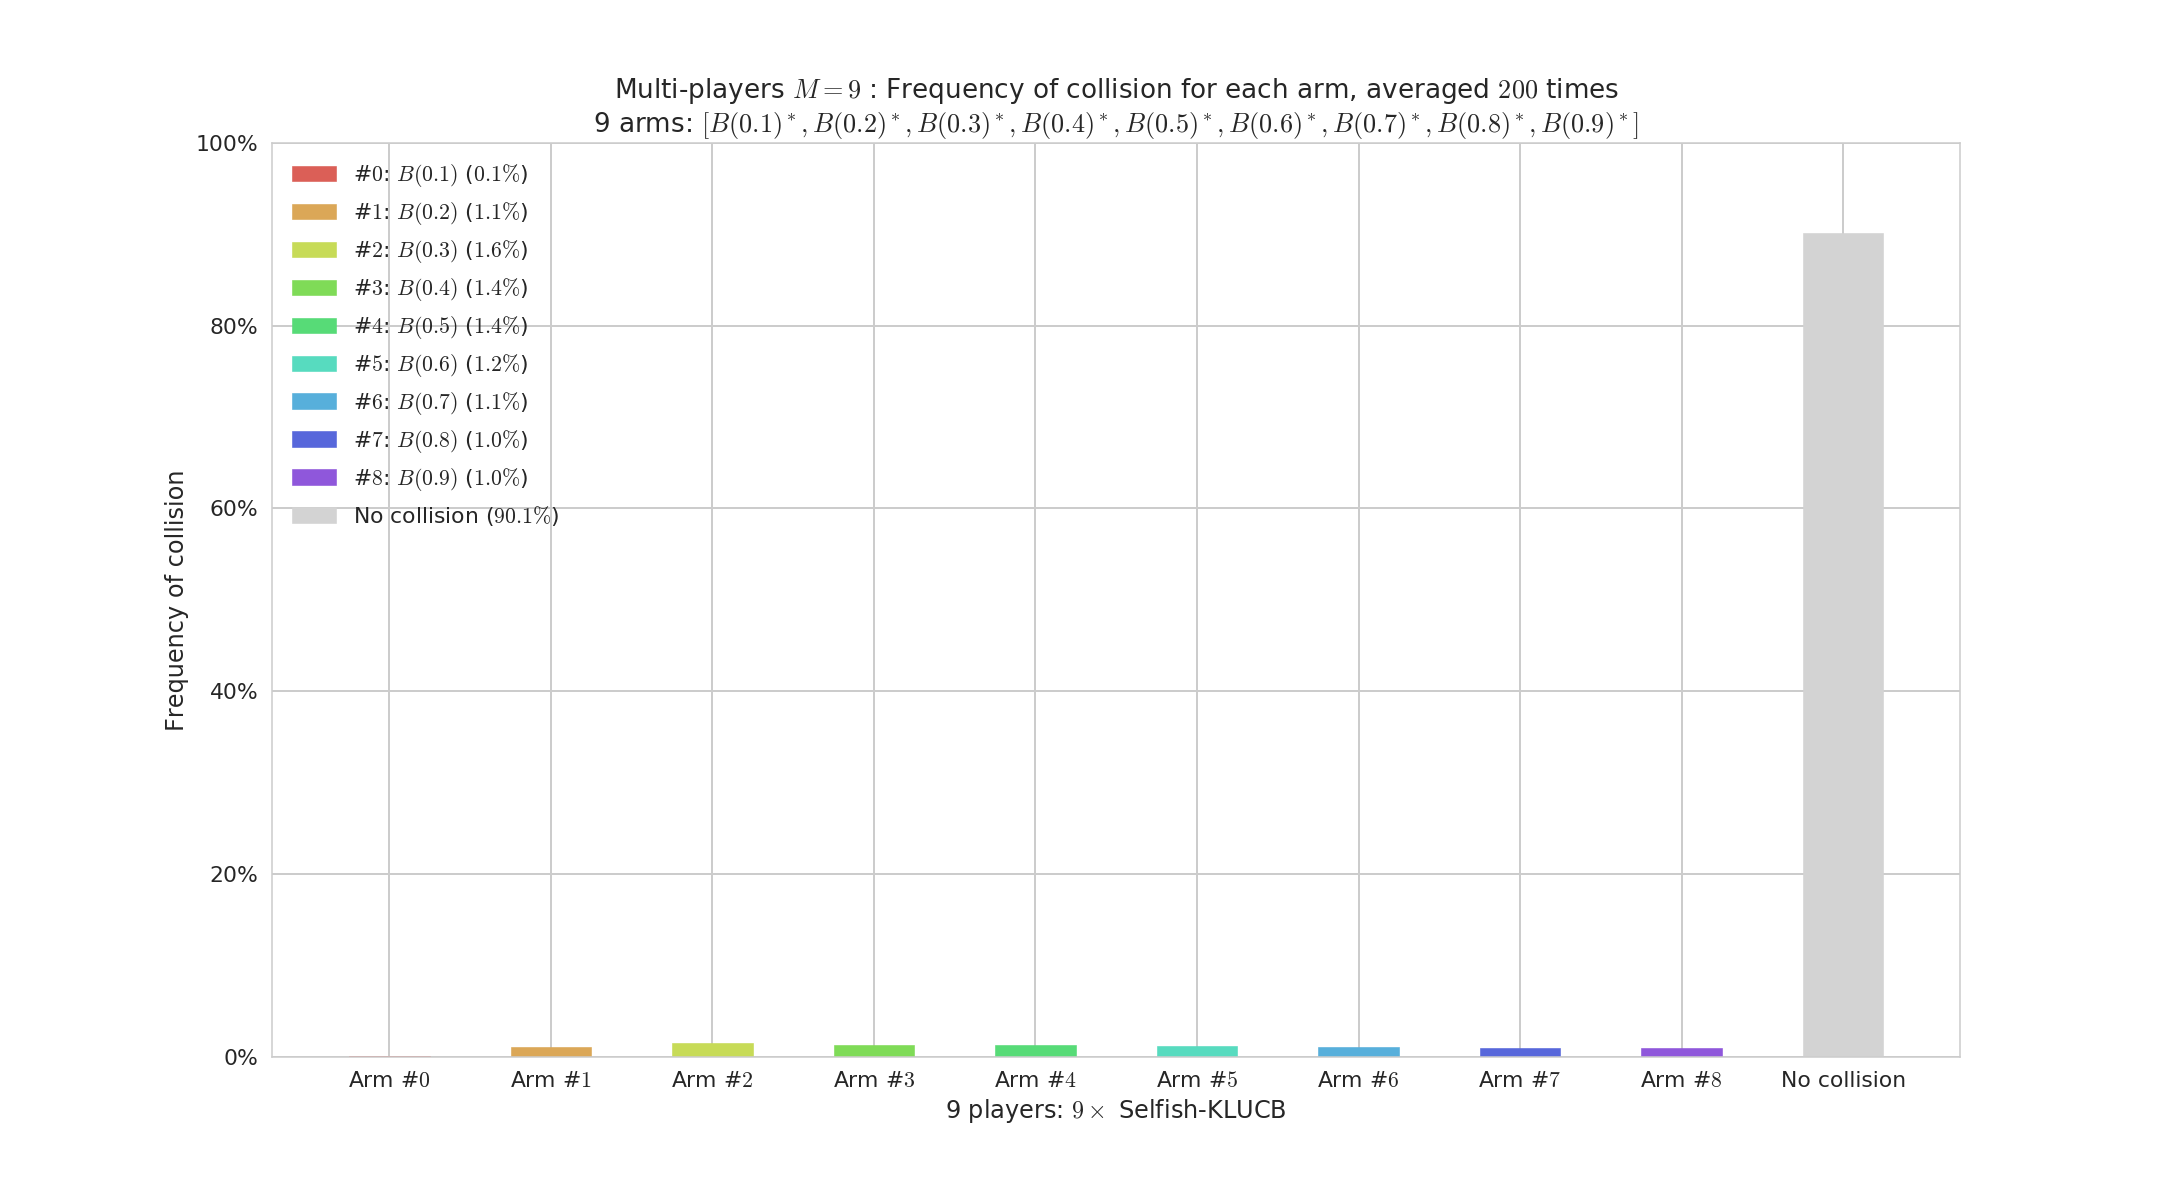 Multi-players M = 9 : Frequency of collision for each arm, averaged 200 times
9 arms: [B(0.1)*, B(0.2)*, B(0.3)*, B(0.4)*, B(0.5)*, B(0.6)*, B(0.7)*, B(0.8)*, B(0.9)*]
100%
80%
60%
40%
20%
0%
Frequency of collision
#0: B(0.1) (0.1%)
#1: B(0.2) (1.1%)
#2: B(0.3) (1.6%)
#3: B(0.4) (1.4%)
#4: B(0.5) (1.4%)
#5: B(0.6) (1.2%)
#6: B(0.7) (1.1%)
#7: B(0.8) (1.0%)
#8: B(0.9) (1.0%)
No collision (90.1%)
Arm #0 Arm #1 Arm #2 Arm #3 Arm #4 Arm #5 Arm #6 Arm #7 Arm #8 No collision
9 players: 9× Selfish-KLUCB